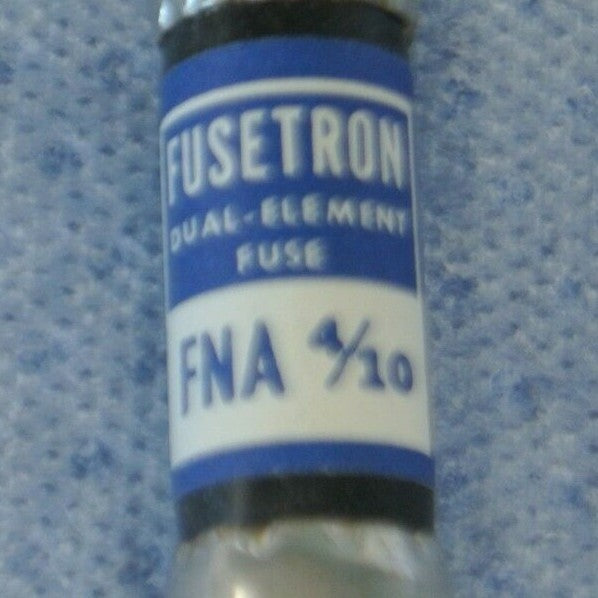 FUSETRON
DUAL-ELEMENT
FUSE
FNA 4/10